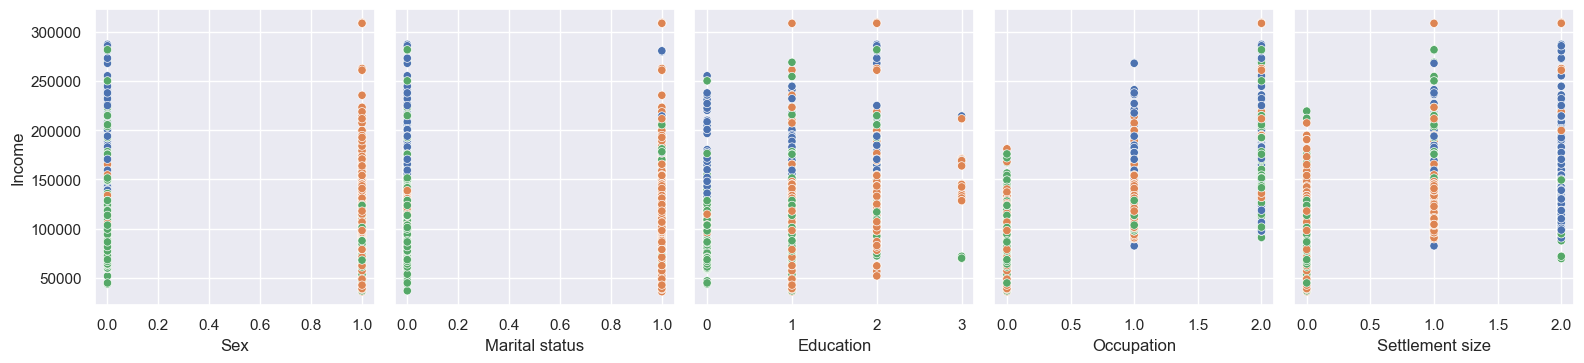 300000
250000
200000
150000
100000
50000
Income
0.0 0.2 0.4 0.6 0.8 1.0
Sex
0.0 0.2 0.4 0.6 0.8 1.0
Marital status
0 1 2 3
Education
0.0 0.5 1.0 1.5 2.0
Occupation
0.0 0.5 1.0 1.5 2.0
Settlement size